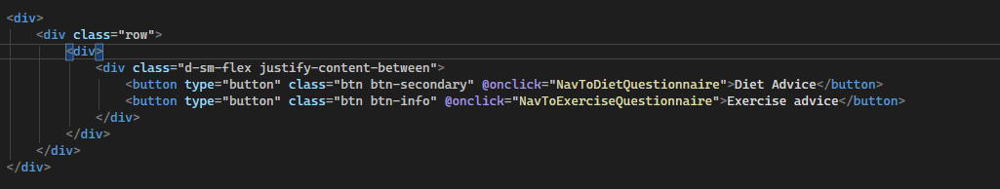 <div>
<div class="row">
<div>
<div class="d-sm-flex justify-content-between">
<button type="button" class="btn btn-secondary" @onclick="NavToDietQuestionnaire">Diet Advice</button>
<button type="button" class="btn btn-info" @onclick="NavToExerciseQuestionnaire">Exercise advice</button>
</div>
</div>
</div>
</div>